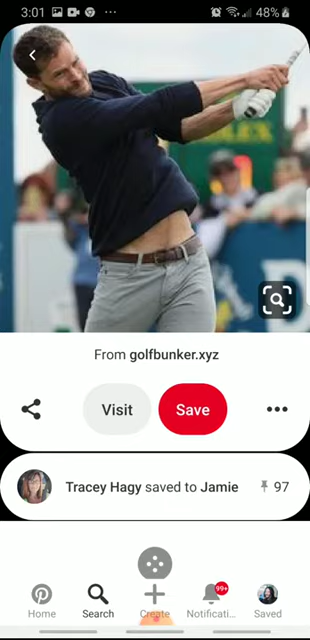 3:01
48%
ROLEX
From golfbunker.xyz
Visit
Save
Tracey Hagy saved to Jamie
97
99+
Home
Search
Create
Notificati...
Saved